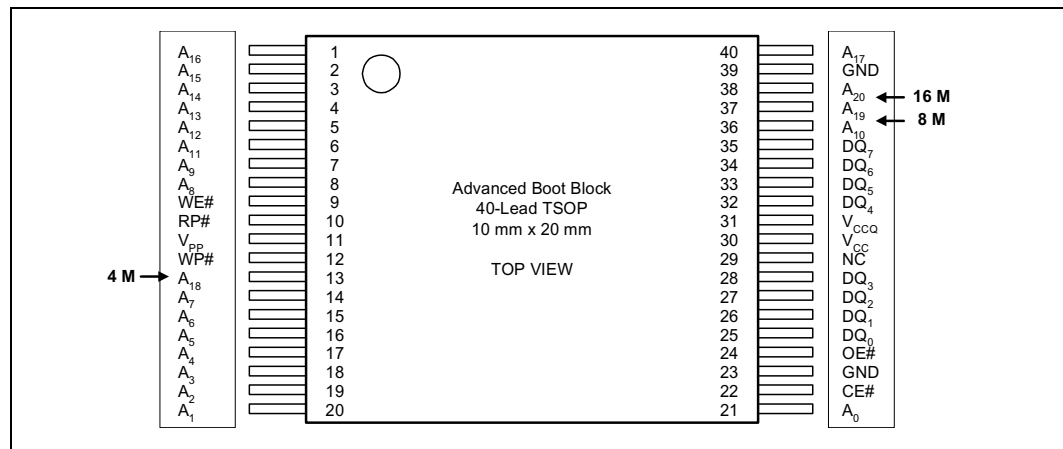 A16 1 40 A17
A15 2 39 GND
A14 3 38 A20
16 M
A13 4 37 A19
8 M
A12 5 36 A10
A11 6 35 DQ7
A9 7 34 DQ6
A8 8 33 DQ5
WE# 9 32 DQ4
RP# 10 31 VCCQ
VPP 11 30 VCC
WP# 12 29 NC
4 M
A18 13 28 DQ3
A7 14 27 DQ2
A6 15 26 DQ1
A5 16 25 DQ0
A4 17 24 OE#
A3 18 23 GND
A2 19 22 CE#
A1 20 21 A0
Advanced Boot Block
40-Lead TSOP
10 mm x 20 mm
TOP VIEW